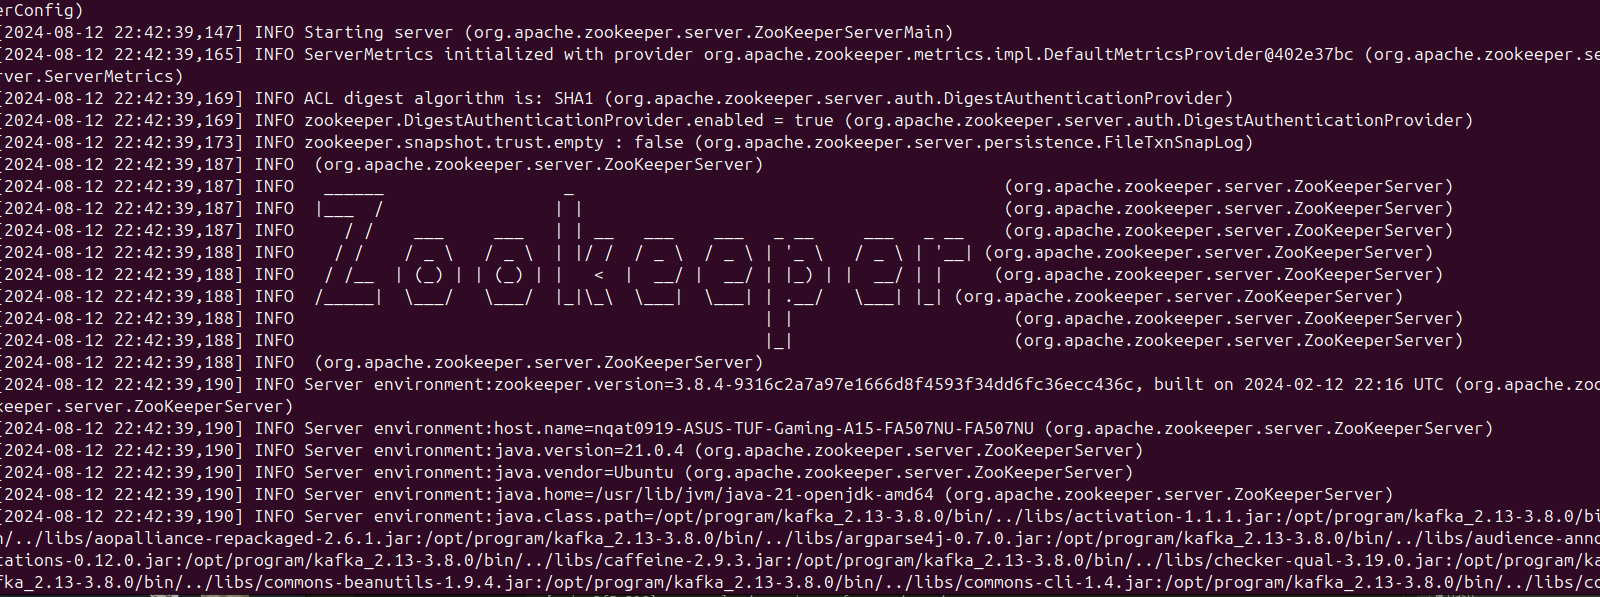 erConfig)
[2024-08-12 22:42:39,147] INFO Starting server (org.apache.zookeeper.server.ZooKeeperServerMain)
[2024-08-12 22:42:39,165] INFO ServerMetrics initialized with provider org.apache.zookeeper.metrics.impl.DefaultMetricsProvider@402e37bc (org.apache.zookeeper.se
rver.ServerMetrics)
[2024-08-12 22:42:39,169] INFO ACL digest algorithm is: SHA1 (org.apache.zookeeper.server.auth.DigestAuthenticationProvider)
[2024-08-12 22:42:39,169] INFO zookeeper.DigestAuthenticationProvider.enabled = true (org.apache.zookeeper.server.auth.DigestAuthenticationProvider)
[2024-08-12 22:42:39,173] INFO zookeeper.snapshot.trust.empty : false (org.apache.zookeeper.server.persistence.FileTxnSnapLog)
[2024-08-12 22:42:39,187] INFO  (org.apache.zookeeper.server.ZooKeeperServer)
[2024-08-12 22:42:39,187] INFO   ______                  _                                           (org.apache.zookeeper.server.ZooKeeperServer)
[2024-08-12 22:42:39,187] INFO  |___  /                 | |                                          (org.apache.zookeeper.server.ZooKeeperServer)
[2024-08-12 22:42:39,187] INFO     / /    ___     ___   | | __   ___    ___   _ __     ___   _ __    (org.apache.zookeeper.server.ZooKeeperServer)
[2024-08-12 22:42:39,188] INFO    / /    / _ \   / _ \  | |/ /  / _ \  / _ \ | '_ \   / _ \ | '__| (org.apache.zookeeper.server.ZooKeeperServer)
[2024-08-12 22:42:39,188] INFO   / /__  | (_) | | (_) | |   <  |  __/ |  __/ | |_) | |  __/ | |     (org.apache.zookeeper.server.ZooKeeperServer)
[2024-08-12 22:42:39,188] INFO  /_____|  \___/   \___/  |_|\_\  \___|  \___| | .__/   \___| |_| (org.apache.zookeeper.server.ZooKeeperServer)
[2024-08-12 22:42:39,188] INFO                                               | |                      (org.apache.zookeeper.server.ZooKeeperServer)
[2024-08-12 22:42:39,188] INFO                                               |_|                      (org.apache.zookeeper.server.ZooKeeperServer)
[2024-08-12 22:42:39,188] INFO  (org.apache.zookeeper.server.ZooKeeperServer)
[2024-08-12 22:42:39,190] INFO Server environment:zookeeper.version=3.8.4-9316c2a7a97e1666d8f4593f34dd6fc36ecc436c, built on 2024-02-12 22:16 UTC (org.apache.zoo
keeper.server.ZooKeeperServer)
[2024-08-12 22:42:39,190] INFO Server environment:host.name=nqat0919-ASUS-TUF-Gaming-A15-FA507NU-FA507NU (org.apache.zookeeper.server.ZooKeeperServer)
[2024-08-12 22:42:39,190] INFO Server environment:java.version=21.0.4 (org.apache.zookeeper.server.ZooKeeperServer)
[2024-08-12 22:42:39,190] INFO Server environment:java.vendor=Ubuntu (org.apache.zookeeper.server.ZooKeeperServer)
[2024-08-12 22:42:39,190] INFO Server environment:java.home=/usr/lib/jvm/java-21-openjdk-amd64 (org.apache.zookeeper.server.ZooKeeperServer)
[2024-08-12 22:42:39,190] INFO Server environment:java.class.path=/opt/program/kafka_2.13-3.8.0/bin/../libs/activation-1.1.1.jar:/opt/program/kafka_2.13-3.8.0/bi
n/../libs/aopalliance-repackaged-2.6.1.jar:/opt/program/kafka_2.13-3.8.0/bin/../libs/argparse4j-0.7.0.jar:/opt/program/kafka_2.13-3.8.0/bin/../libs/audience-anno
tations-0.12.0.jar:/opt/program/kafka_2.13-3.8.0/bin/../libs/caffeine-2.9.3.jar:/opt/program/kafka_2.13-3.8.0/bin/../libs/checker-qual-3.19.0.jar:/opt/program/ka
fka_2.13-3.8.0/bin/../libs/commons-beanutils-1.9.4.jar:/opt/program/kafka_2.13-3.8.0/bin/../libs/commons-cli-1.4.jar:/opt/program/kafka_2.13-3.8.0/bin/../libs/co